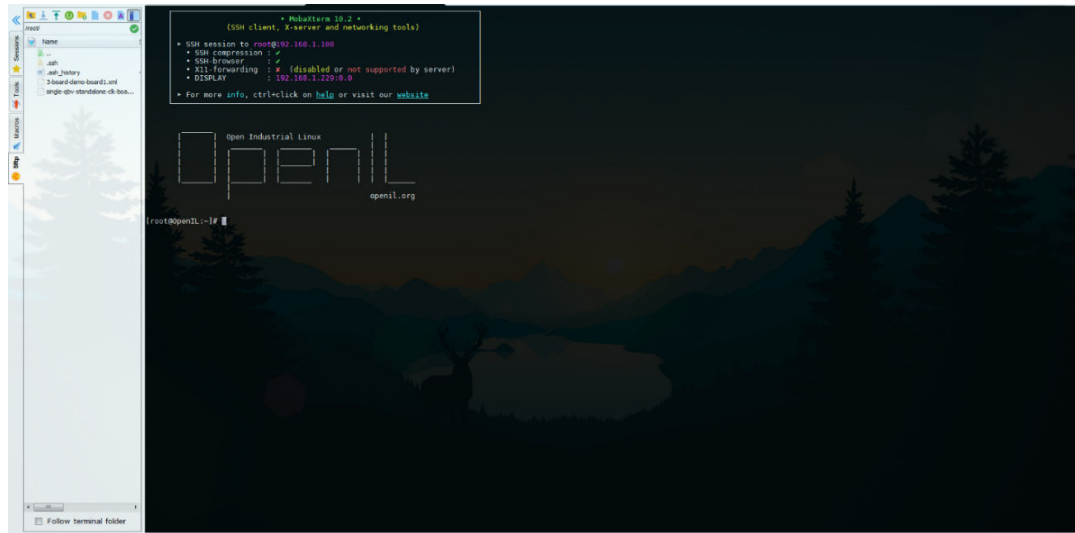 /root/
Name
..
.ssh
.ash_history
3-board-demo-board1.xml
single-qbv-standalone-clk-boa...
Sessions
Tools
Macros
Sftp
Follow terminal folder
• MobaXterm 10.2 •
(SSH client, X-server and networking tools)
➤ SSH session to root@192.168.1.100
• SSH compression : ✔
• SSH-browser : ✔
• X11-forwarding : ✘ (disabled or not supported by server)
• DISPLAY : 192.168.1.229:0.0
➤ For more info, ctrl+click on help or visit our website
Open Industrial Linux
OpenIL
openil.org
[root@OpenIL:~]#